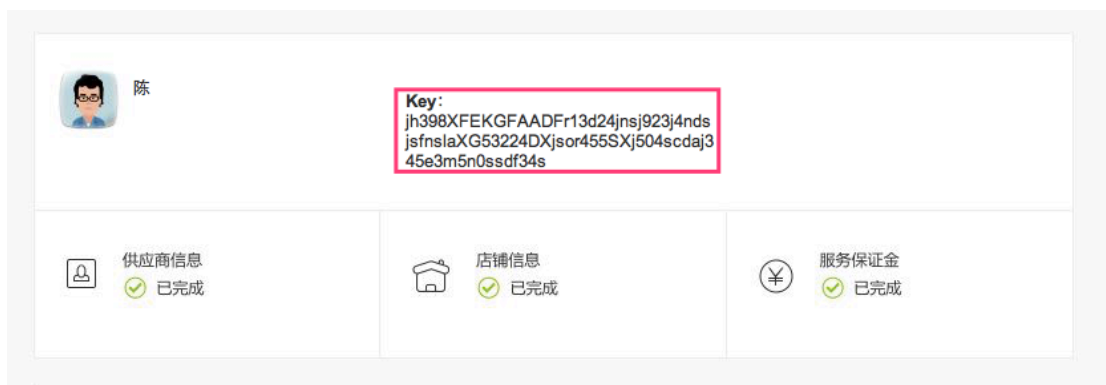 陈
Key:
jh398XFEKGFAADFr13d24jnsj923j4nds
jsfnslaXG53224DXjsor455SXj504scdaj3
45e3m5n0ssdf34s
供应商信息
已完成
店铺信息
已完成
服务保证金
已完成